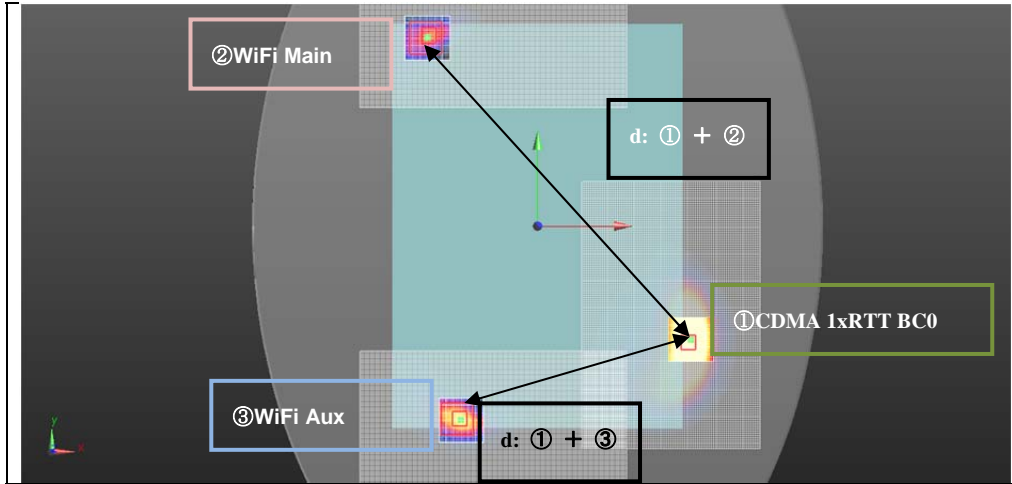 ②WiFi Main
d: ① + ②
①CDMA 1xRTT BC0
③WiFi Aux
d: ① + ③
y
x